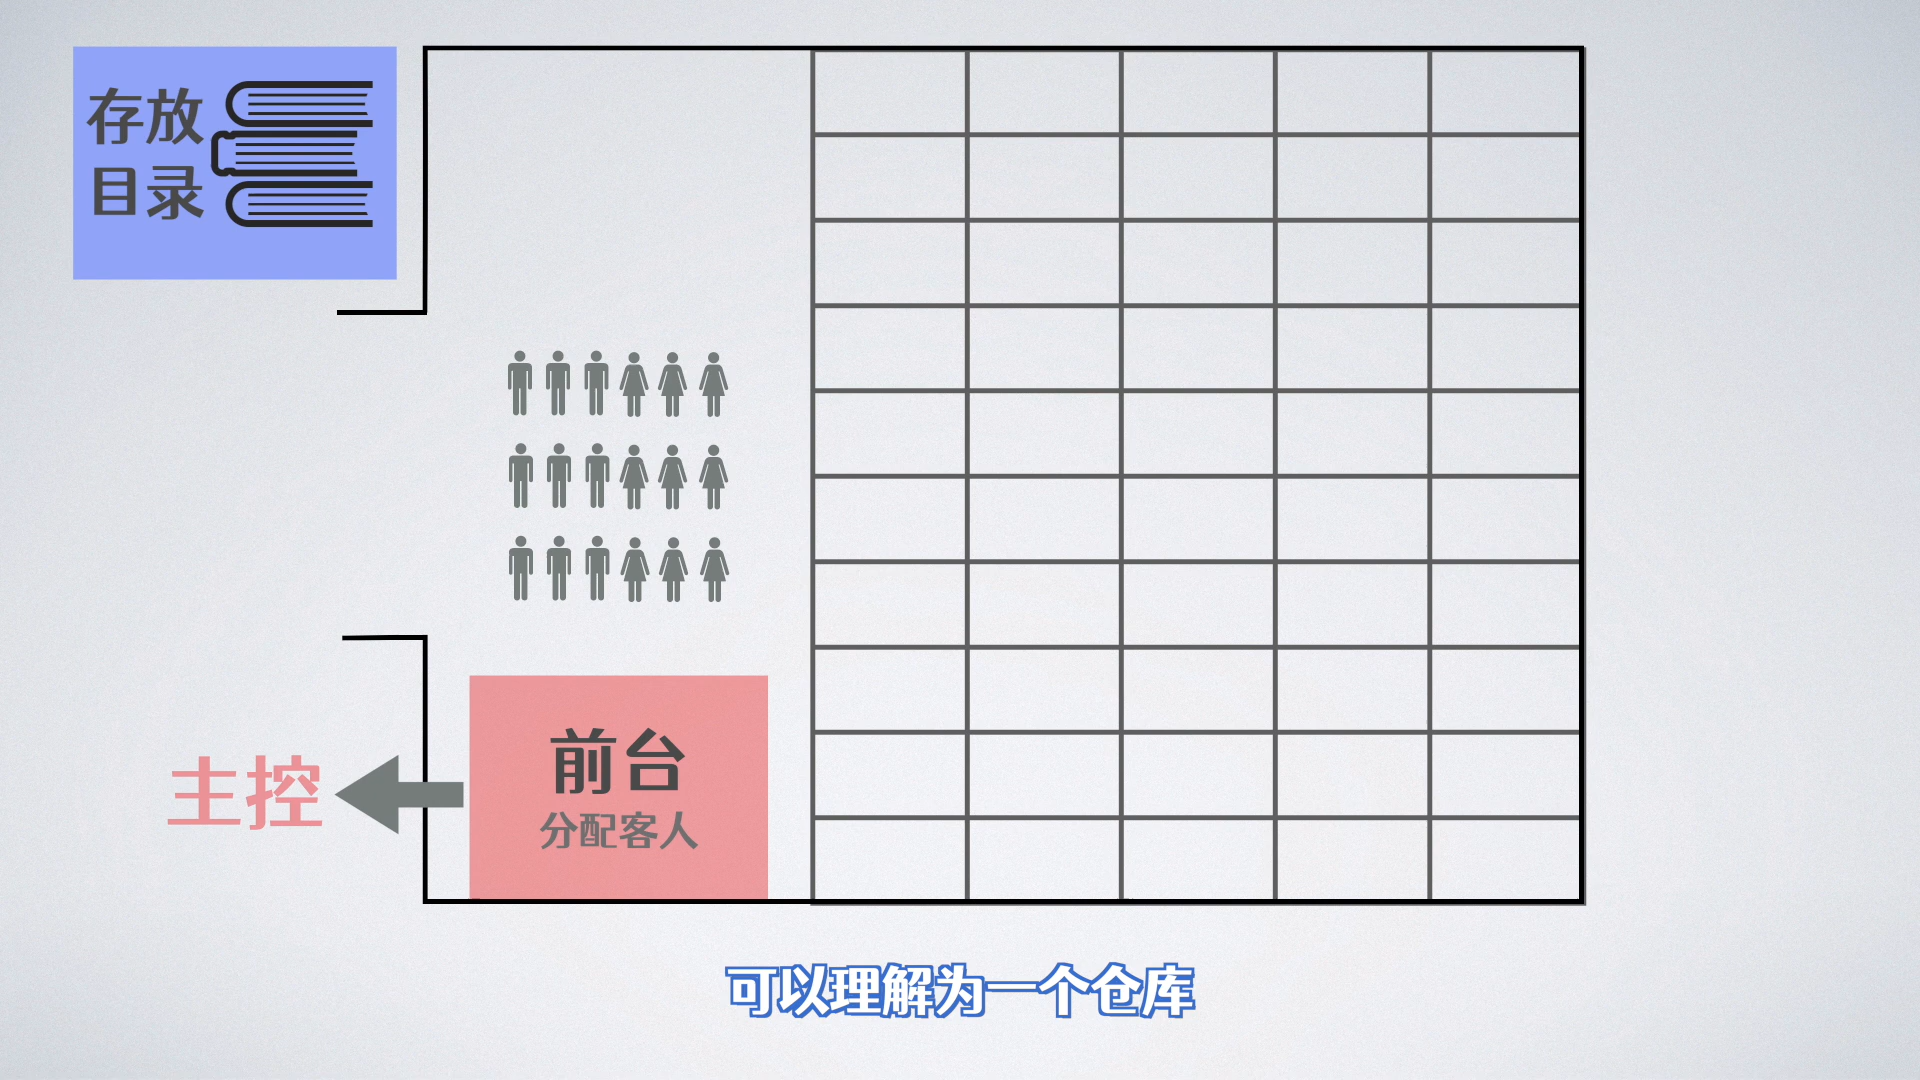 存放
目录
前台
分配客人
主控
可以理解为一个仓库